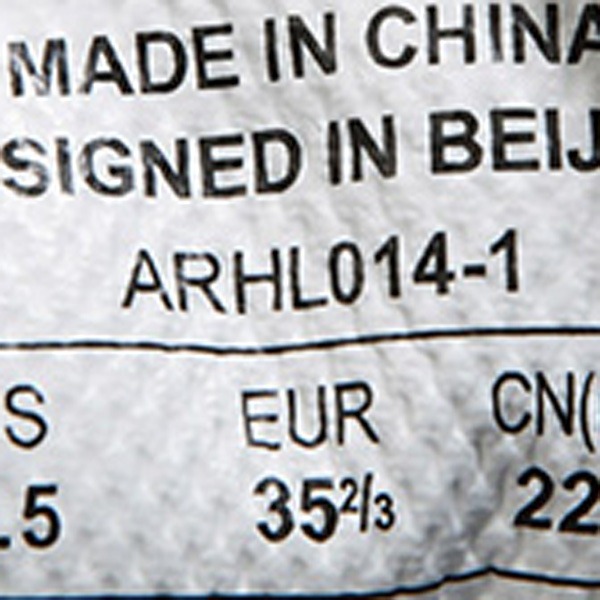 MADE IN CHINA
SIGNED IN BEIJ
ARHL014-1
S EUR CN(
.5 35⅔ 22